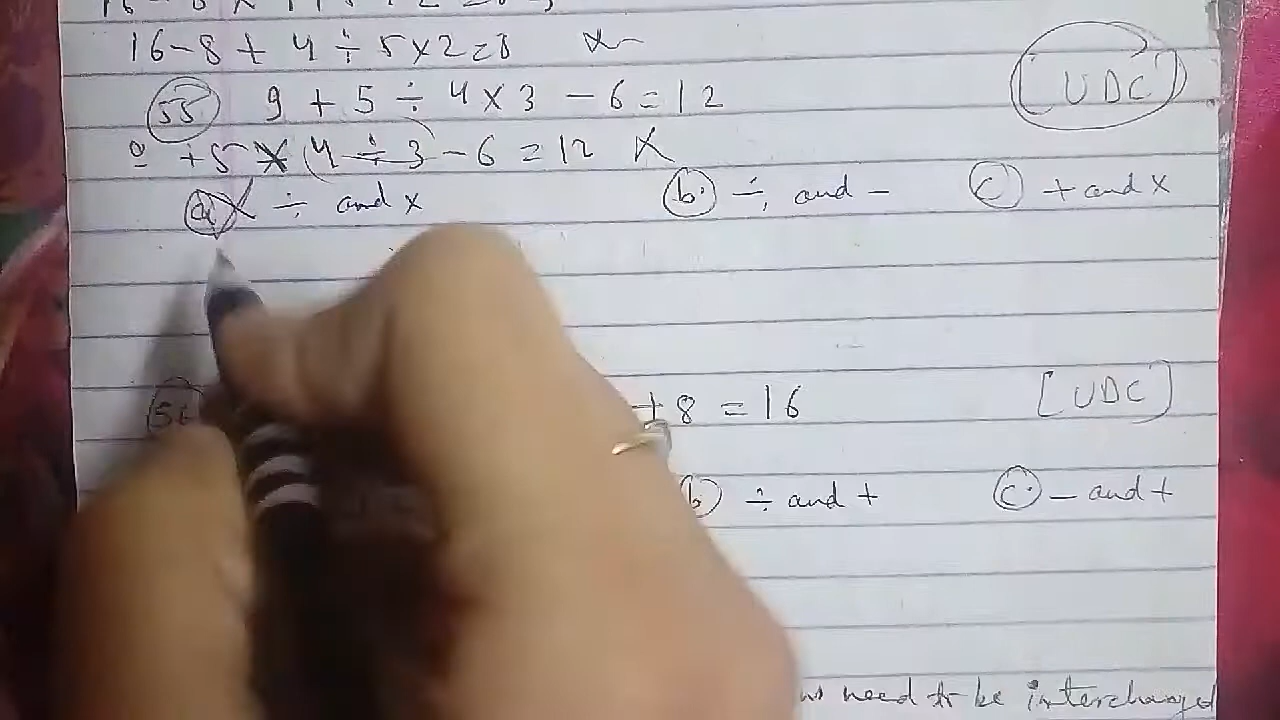 16-8+4÷5×2=8 ×
[UDC]
55 9+5÷4×3-6=12
9+5×(4÷3)-6=12 ×
a ÷ and × b. ÷ and - c + and ×
+8=16 [UDC]
b ÷ and + c. - and +
need to be interchanged